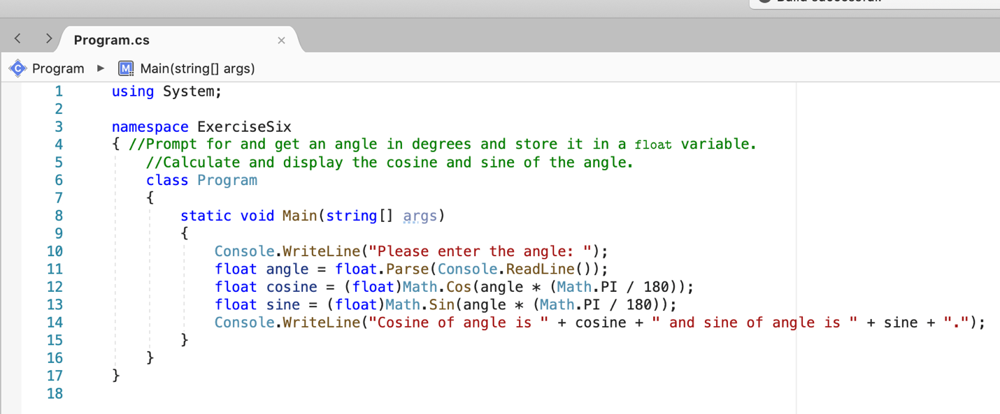 Build successful.
Program.cs
Program ▶ Main(string[] args)
1 using System;
2
3 namespace ExerciseSix
4 { //Prompt for and get an angle in degrees and store it in a float variable.
5 //Calculate and display the cosine and sine of the angle.
6 class Program
7 {
8 static void Main(string[] args)
9 {
10 Console.WriteLine("Please enter the angle: ");
11 float angle = float.Parse(Console.ReadLine());
12 float cosine = (float)Math.Cos(angle * (Math.PI / 180));
13 float sine = (float)Math.Sin(angle * (Math.PI / 180));
14 Console.WriteLine("Cosine of angle is " + cosine + " and sine of angle is " + sine + ".");
15 }
16 }
17 }
18